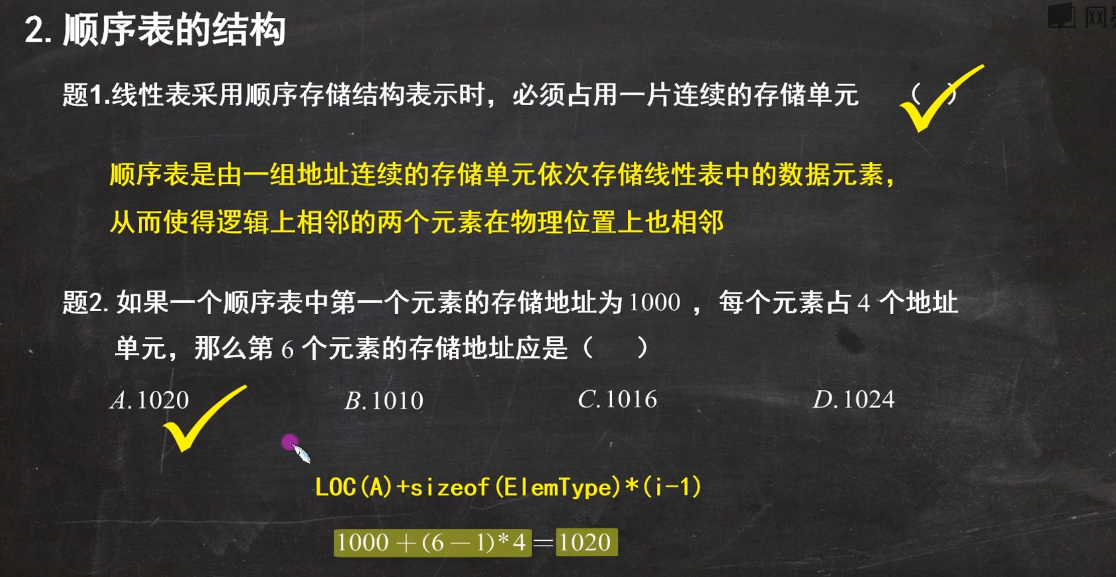 2. 顺序表的结构
题1.线性表采用顺序存储结构表示时，必须占用一片连续的存储单元 （ ）
顺序表是由一组地址连续的存储单元依次存储线性表中的数据元素，
从而使得逻辑上相邻的两个元素在物理位置上也相邻
题2. 如果一个顺序表中第一个元素的存储地址为 1000 ，每个元素占 4 个地址
单元，那么第 6 个元素的存储地址应是（ ）
A.1020 B.1010 C.1016 D.1024
LOC(A)+sizeof(ElemType)*(i-1)
1000＋(6－1)*4＝1020